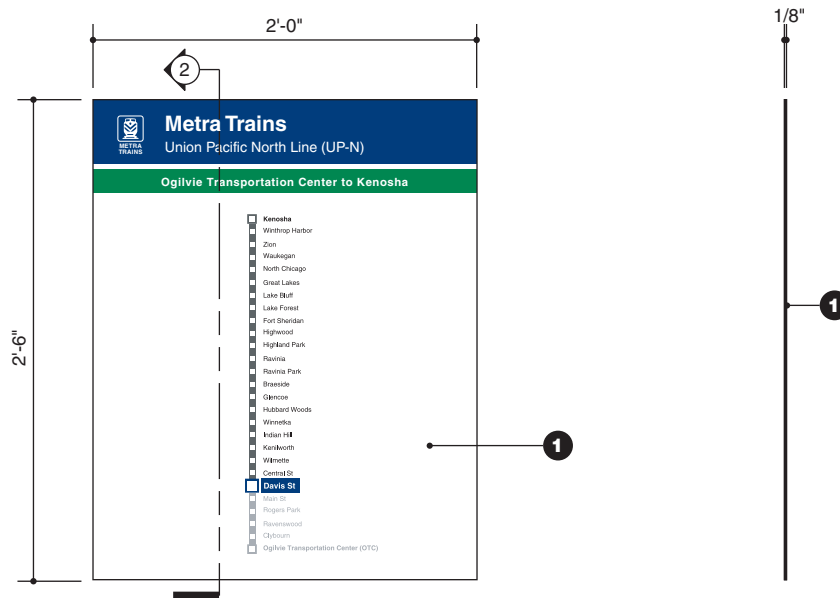 2'-0"
1/8"
2
METRA
TRAINS
Metra Trains
Union Pacific North Line (UP-N)
Ogilvie Transportation Center to Kenosha
Kenosha
Winthrop Harbor
Zion
Waukegan
North Chicago
Great Lakes
Lake Bluff
Lake Forest
Fort Sheridan
Highwood
Highland Park
Ravinia
Ravinia Park
Braeside
Glencoe
Hubbard Woods
Winnetka
Indian Hill
Kenilworth
Wilmette
Central St
Davis St
Main St
Rogers Park
Ravenswood
Clybourn
Ogilvie Transportation Center (OTC)
2'-6"
1
1